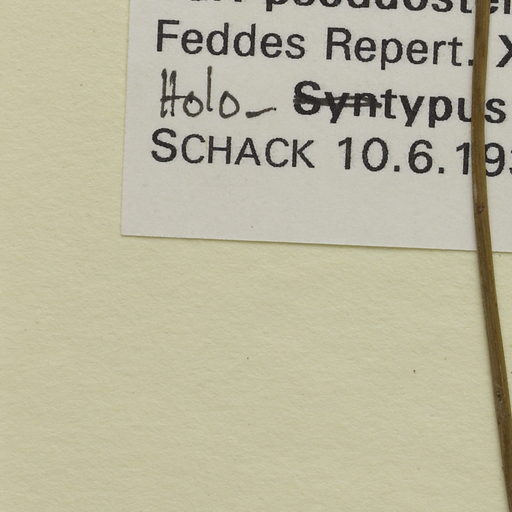 Feddes Repert.
Holo- Syntypus
SCHACK 10.6.19